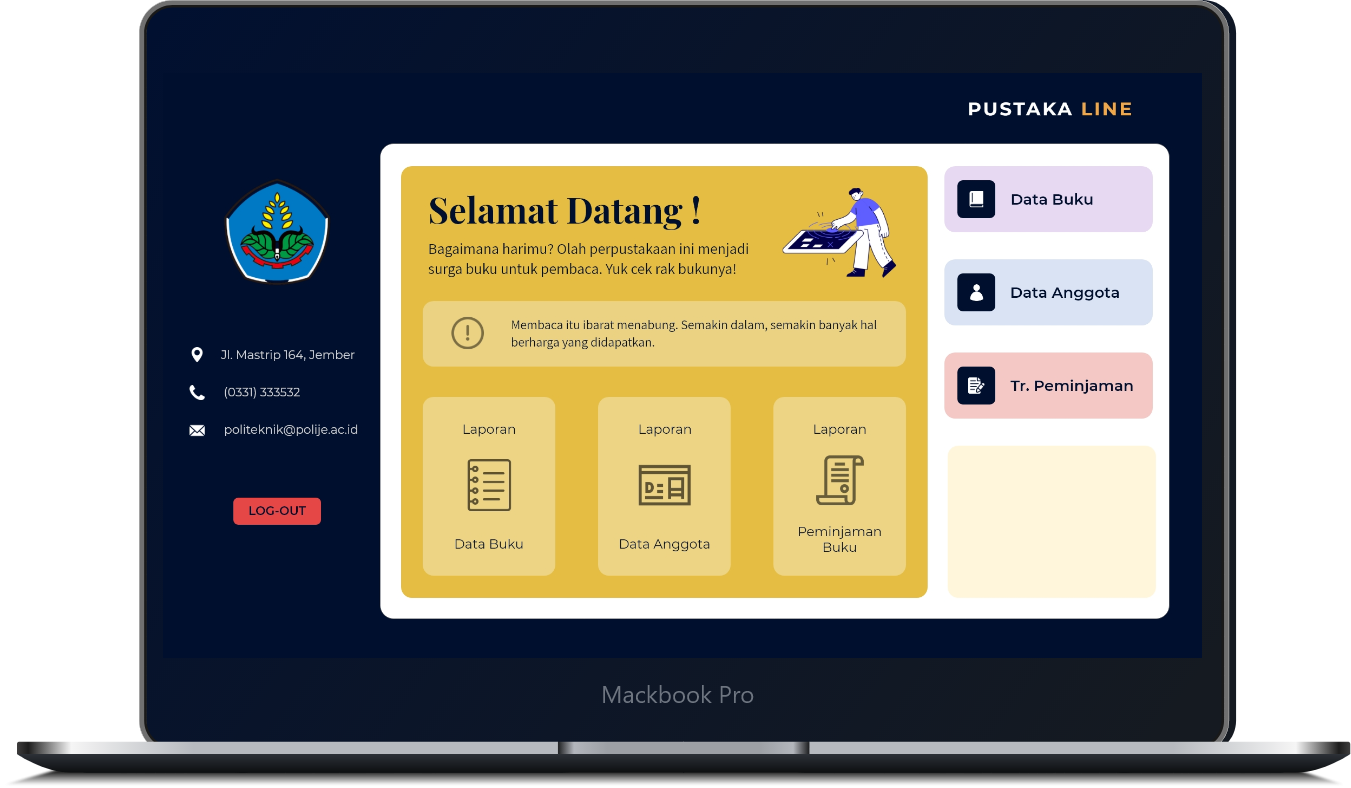 PUSTAKA LINE
Jl. Mastrip 164, Jember
(0331) 333532
politeknik@polije.ac.id
LOG-OUT
Selamat Datang !
Bagaimana harimu? Olah perpustakaan ini menjadi
surga buku untuk pembaca. Yuk cek rak bukunya!
Membaca itu ibarat menabung. Semakin dalam, semakin banyak hal
berharga yang didapatkan.
Laporan
Data Buku
Laporan
Data Anggota
Laporan
Peminjaman
Buku
Data Buku
Data Anggota
Tr. Peminjaman
Mackbook Pro